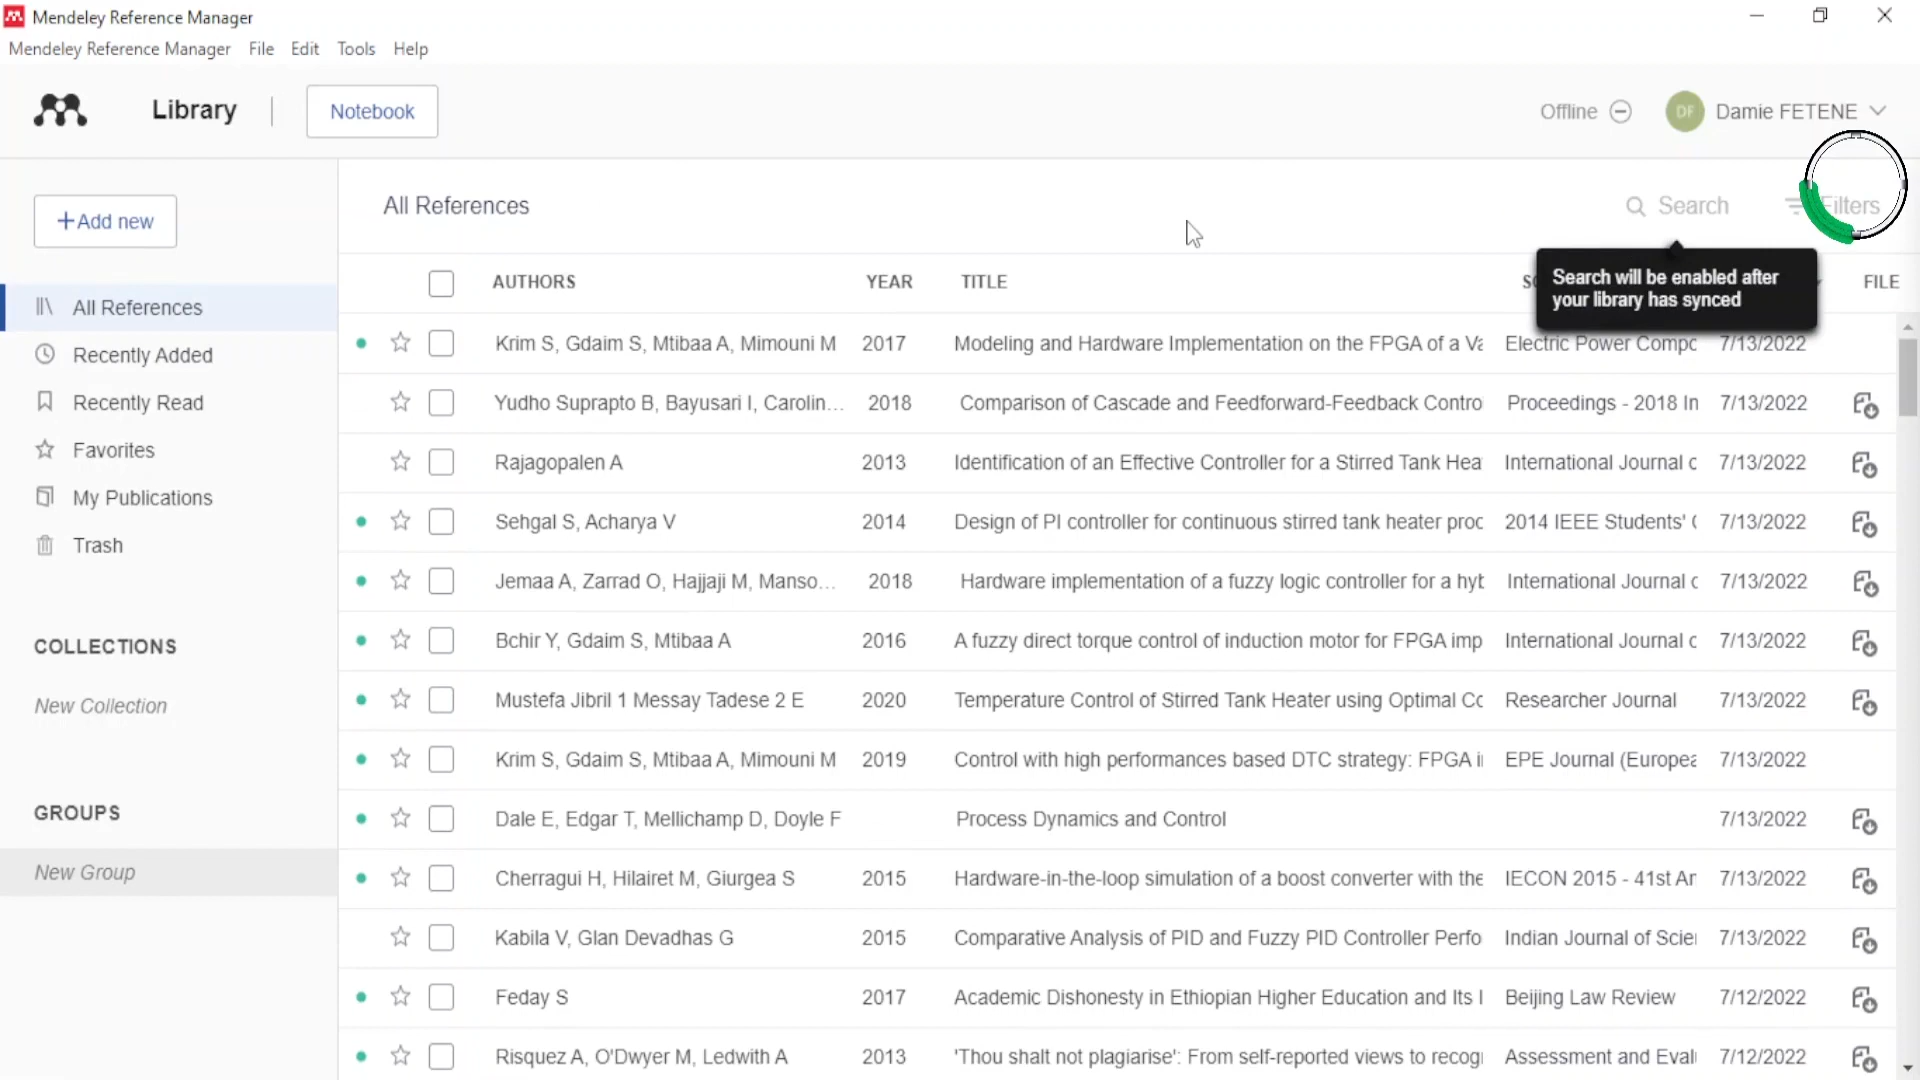 Mendeley Reference Manager
Mendeley Reference Manager File Edit Tools Help
Library Notebook Offline DF Damie FETENE
+Add new
All References
Recently Added
Recently Read
Favorites
My Publications
Trash
COLLECTIONS
New Collection
GROUPS
New Group
All References Search Filters
Search will be enabled after
your library has synced
AUTHORS YEAR TITLE FILE
Krim S, Gdaim S, Mtibaa A, Mimouni M 2017 Modeling and Hardware Implementation on the FPGA of a Va Electric Power Compo 7/13/2022
Yudho Suprapto B, Bayusari I, Carolin... 2018 Comparison of Cascade and Feedforward-Feedback Contro Proceedings - 2018 In 7/13/2022
Rajagopalen A 2013 Identification of an Effective Controller for a Stirred Tank Hea International Journal 7/13/2022
Sehgal S, Acharya V 2014 Design of PI controller for continuous stirred tank heater proc 2014 IEEE Students' 7/13/2022
Jemaa A, Zarrad O, Hajjaji M, Manso... 2018 Hardware implementation of a fuzzy logic controller for a hyb International Journal 7/13/2022
Bchir Y, Gdaim S, Mtibaa A 2016 A fuzzy direct torque control of induction motor for FPGA imp International Journal 7/13/2022
Mustefa Jibril 1 Messay Tadese 2 E 2020 Temperature Control of Stirred Tank Heater using Optimal Co Researcher Journal 7/13/2022
Krim S, Gdaim S, Mtibaa A, Mimouni M 2019 Control with high performances based DTC strategy: FPGA i EPE Journal (Europea 7/13/2022
Dale E, Edgar T, Mellichamp D, Doyle F Process Dynamics and Control 7/13/2022
Cherragui H, Hilairet M, Giurgea S 2015 Hardware-in-the-loop simulation of a boost converter with the IECON 2015 - 41st An 7/13/2022
Kabila V, Glan Devadhas G 2015 Comparative Analysis of PID and Fuzzy PID Controller Perfo Indian Journal of Scie 7/13/2022
Feday S 2017 Academic Dishonesty in Ethiopian Higher Education and Its I Beijing Law Review 7/12/2022
Risquez A, O'Dwyer M, Ledwith A 2013 'Thou shalt not plagiarise': From self-reported views to recog Assessment and Eval 7/12/2022